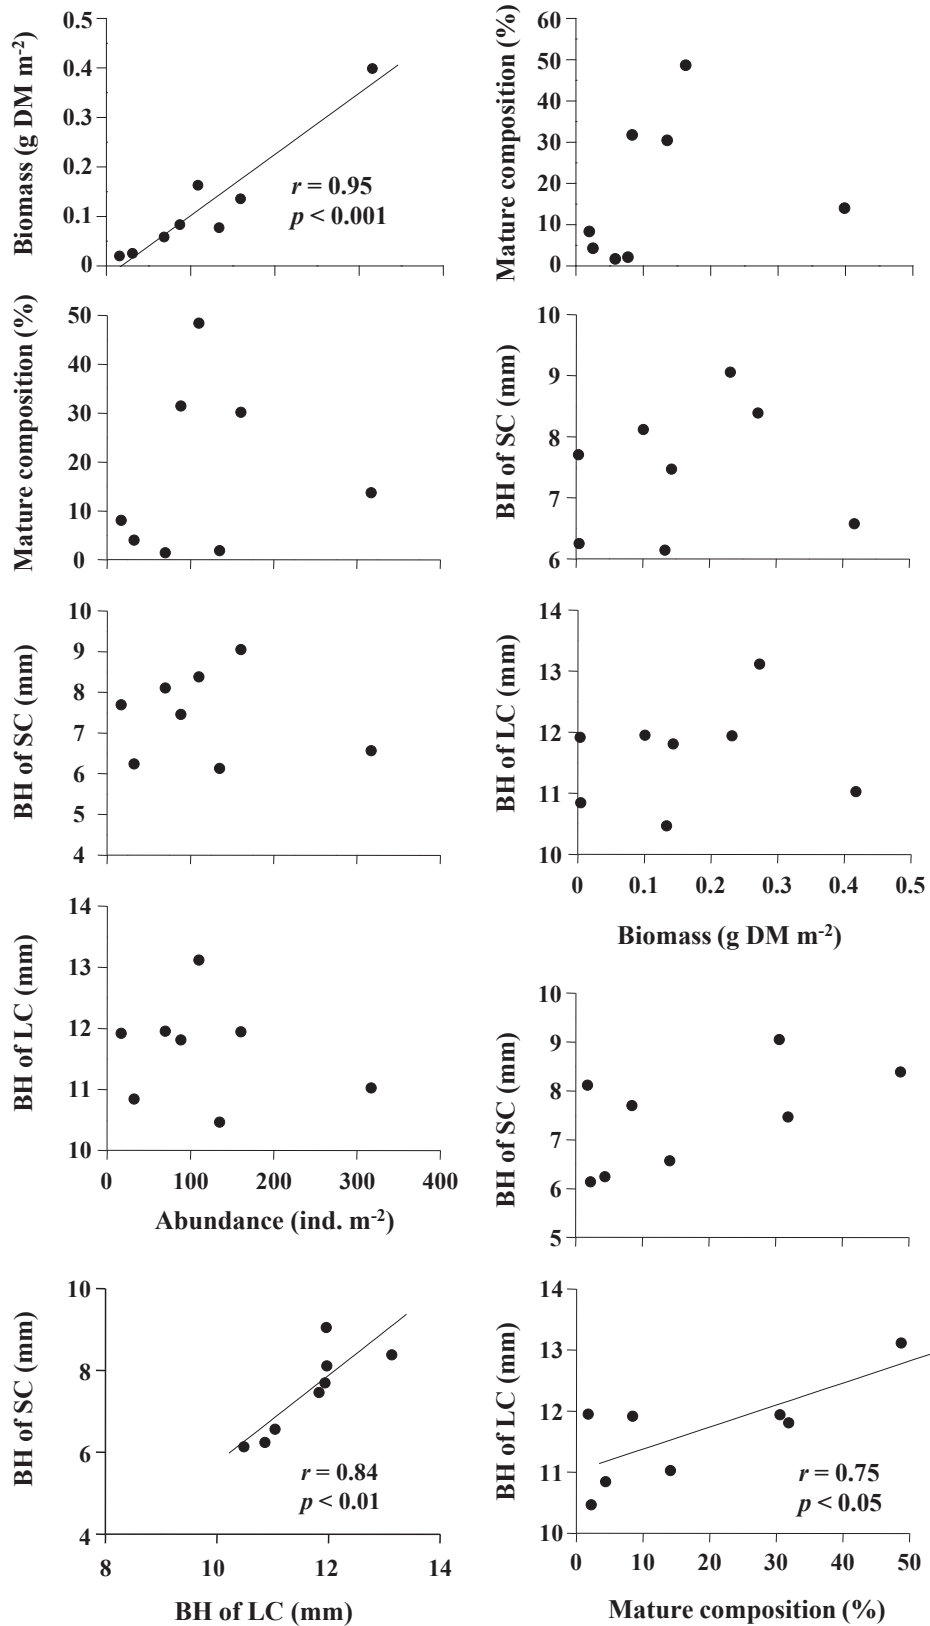 Biomass (g DM m-2)
0.5
0.4
0.3
0.2
0.1
0
r = 0.95
p < 0.001
Mature composition (%)
60
50
40
30
20
10
0
Mature composition (%)
50
40
30
20
10
0
BH of SC (mm)
10
9
8
7
6
BH of SC (mm)
10
9
8
7
6
5
4
BH of LC (mm)
14
13
12
11
10
0 0.1 0.2 0.3 0.4 0.5
Biomass (g DM m-2)
BH of LC (mm)
14
13
12
11
10
0 100 200 300 400
Abundance (ind. m-2)
BH of SC (mm)
10
9
8
7
6
5
BH of SC (mm)
10
8
6
4
r = 0.84
p < 0.01
8 10 12 14
BH of LC (mm)
BH of LC (mm)
14
13
12
11
10
r = 0.75
p < 0.05
0 10 20 30 40 50
Mature composition (%)